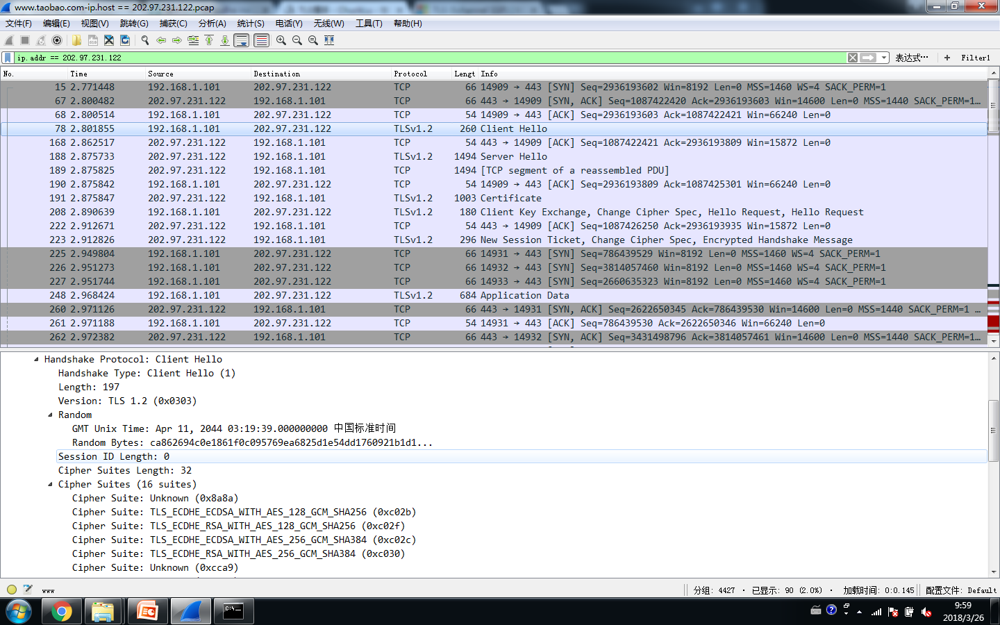 www.taobao.com-ip.host == 202.97.231.122.pcap
文件(F) 编辑(E) 视图(V) 跳转(G) 捕获(C) 分析(A) 统计(S) 电话(Y) 无线(W) 工具(T) 帮助(H)
ip.addr == 202.97.231.122 表达式… + Filter1
No. Time Source Destination Protocol Lengt Info
15 2.771448 192.168.1.101 202.97.231.122 TCP 66 14909 → 443 [SYN] Seq=2936193602 Win=8192 Len=0 MSS=1460 WS=4 SACK_PERM=1
67 2.800482 202.97.231.122 192.168.1.101 TCP 66 443 → 14909 [SYN, ACK] Seq=1087422420 Ack=2936193603 Win=14600 Len=0 MSS=1440 SACK_PERM=1…
68 2.800514 192.168.1.101 202.97.231.122 TCP 54 14909 → 443 [ACK] Seq=2936193603 Ack=1087422421 Win=66240 Len=0
78 2.801855 192.168.1.101 202.97.231.122 TLSv1.2 260 Client Hello
168 2.862517 202.97.231.122 192.168.1.101 TCP 54 443 → 14909 [ACK] Seq=1087422421 Ack=2936193809 Win=15872 Len=0
188 2.875733 202.97.231.122 192.168.1.101 TLSv1.2 1494 Server Hello
189 2.875825 202.97.231.122 192.168.1.101 TCP 1494 [TCP segment of a reassembled PDU]
190 2.875842 192.168.1.101 202.97.231.122 TCP 54 14909 → 443 [ACK] Seq=2936193809 Ack=1087425301 Win=66240 Len=0
191 2.875847 202.97.231.122 192.168.1.101 TLSv1.2 1003 Certificate
208 2.890639 192.168.1.101 202.97.231.122 TLSv1.2 180 Client Key Exchange, Change Cipher Spec, Hello Request, Hello Request
222 2.912671 202.97.231.122 192.168.1.101 TCP 54 443 → 14909 [ACK] Seq=1087426250 Ack=2936193935 Win=15872 Len=0
223 2.912826 202.97.231.122 192.168.1.101 TLSv1.2 296 New Session Ticket, Change Cipher Spec, Encrypted Handshake Message
225 2.949804 192.168.1.101 202.97.231.122 TCP 66 14931 → 443 [SYN] Seq=786439529 Win=8192 Len=0 MSS=1460 WS=4 SACK_PERM=1
226 2.951273 192.168.1.101 202.97.231.122 TCP 66 14932 → 443 [SYN] Seq=3814057460 Win=8192 Len=0 MSS=1460 WS=4 SACK_PERM=1
227 2.951744 192.168.1.101 202.97.231.122 TCP 66 14933 → 443 [SYN] Seq=2660635323 Win=8192 Len=0 MSS=1460 WS=4 SACK_PERM=1
248 2.968424 192.168.1.101 202.97.231.122 TLSv1.2 684 Application Data
260 2.971126 202.97.231.122 192.168.1.101 TCP 66 443 → 14931 [SYN, ACK] Seq=2622650345 Ack=786439530 Win=14600 Len=0 MSS=1440 SACK_PERM=1 …
261 2.971188 192.168.1.101 202.97.231.122 TCP 54 14931 → 443 [ACK] Seq=786439530 Ack=2622650346 Win=66240 Len=0
262 2.972382 202.97.231.122 192.168.1.101 TCP 66 443 → 14932 [SYN, ACK] Seq=3431498796 Ack=3814057461 Win=14600 Len=0 MSS=1440 SACK_PERM=1…
Handshake Protocol: Client Hello
Handshake Type: Client Hello (1)
Length: 197
Version: TLS 1.2 (0x0303)
Random
GMT Unix Time: Apr 11, 2044 03:19:39.000000000 中国标准时间
Random Bytes: ca862694c0e1861f0c095769ea6825d1e54dd1760921b1d1...
Session ID Length: 0
Cipher Suites Length: 32
Cipher Suites (16 suites)
Cipher Suite: Unknown (0x8a8a)
Cipher Suite: TLS_ECDHE_ECDSA_WITH_AES_128_GCM_SHA256 (0xc02b)
Cipher Suite: TLS_ECDHE_RSA_WITH_AES_128_GCM_SHA256 (0xc02f)
Cipher Suite: TLS_ECDHE_ECDSA_WITH_AES_256_GCM_SHA384 (0xc02c)
Cipher Suite: TLS_ECDHE_RSA_WITH_AES_256_GCM_SHA384 (0xc030)
Cipher Suite: Unknown (0xcca9)
www 分组: 4427 · 已显示: 90 (2.0%) · 加载时间: 0:0.145 配置文件: Default
9:59
2018/3/26